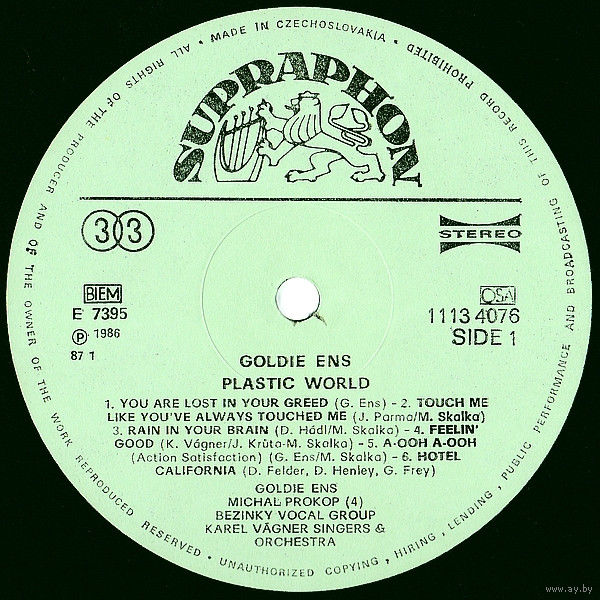 • MADE IN CZECHOSLOVAKIA •
ALL RIGHTS OF THE PRODUCER AND OF THE OWNER OF THE WORK REPRODUCED RESERVED • UNAUTHORIZED COPYING, HIRING, LENDING, PUBLIC PERFORMANCE AND BROADCASTING OF THIS RECORD PROHIBITED
SUPRAPHON
33
STEREO
BIEM
OSA
E 7395
1113 4076
Ⓟ 1986
SIDE 1
87 1
GOLDIE ENS
PLASTIC WORLD
1. YOU ARE LOST IN YOUR GREED (G. Ens) – 2. TOUCH ME
LIKE YOU'VE ALWAYS TOUCHED ME (J. Parma/M. Skalka)
3. RAIN IN YOUR BRAIN (D. Hádl/M. Skalka) – 4. FEELIN'
GOOD (K. Vágner/J. Krůta-M. Skalka) – 5. A-OOH A-OOH
(Action Satisfaction) (G. Ens/M. Skalka) – 6. HOTEL
CALIFORNIA (D. Felder, D. Henley, G. Frey)
GOLDIE ENS
MICHAL PROKOP (4)
BEZINKY VOCAL GROUP
KAREL VÁGNER SINGERS &
ORCHESTRA
www.ay.by